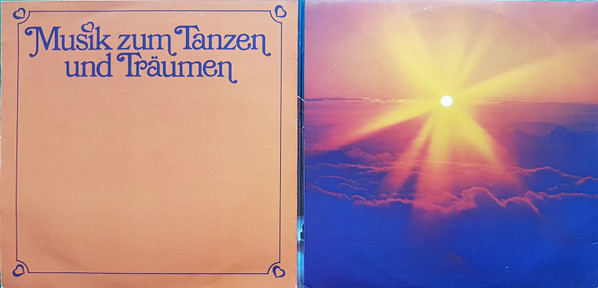 Musik zum Tanzen
und Träumen